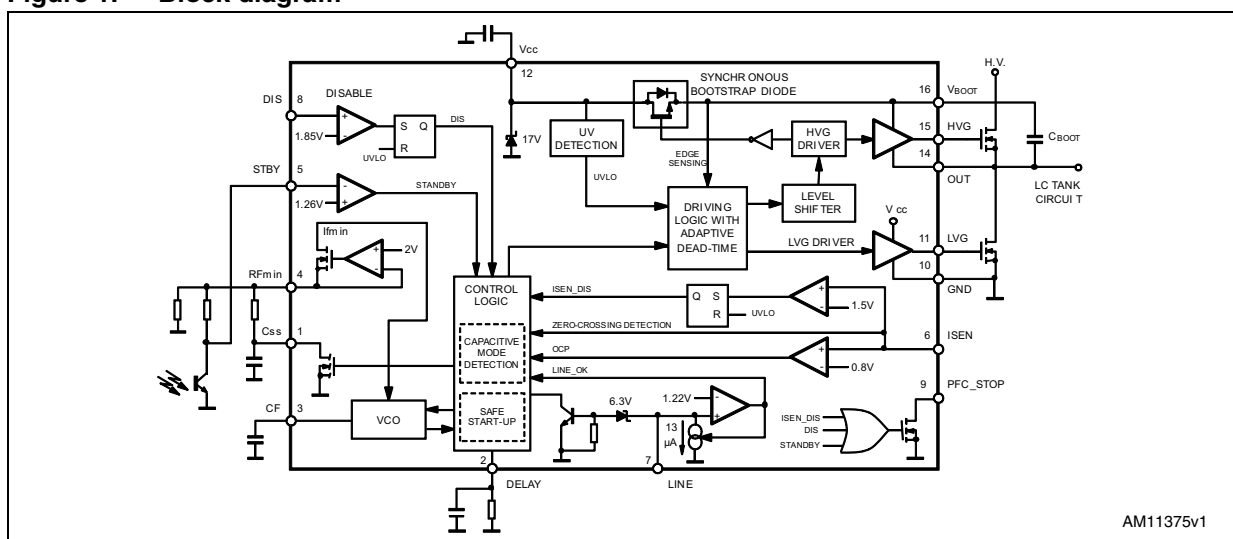 Figure 1. Block diagram
Vcc
12
H.V.
SYNCHRONOUS
BOOTSTRAP DIODE
16 VBOOT
DIS 8 DISABLE
+
-
1.85V
S Q
R
UVLO
DIS
17V
UV
DETECTION
UVLO
EDGE
SENSING
HVG
DRIVER
15 HVG
CBOOT
14
OUT
LC TANK
CIRCUIT
STBY 5
-
+
1.26V
STANDBY
DRIVING
LOGIC WITH
ADAPTIVE
DEAD-TIME
LEVEL
SHIFTER
Vcc
LVG DRIVER
11 LVG
10
GND
Ifmin
+
-
2V
RFmin 4
CONTROL
LOGIC
ISEN_DIS
Q S
R
UVLO
+
-
1.5V
Css 1
ZERO-CROSSING DETECTION
6 ISEN
CAPACITIVE
MODE
DETECTION
OCP
+
-
0.8V
LINE_OK
9 PFC_STOP
CF 3
VCO
SAFE
START-UP
6.3V
1.22V
-
+
13
µA
ISEN_DIS
DIS
STANDBY
2
DELAY
7
LINE
AM11375v1